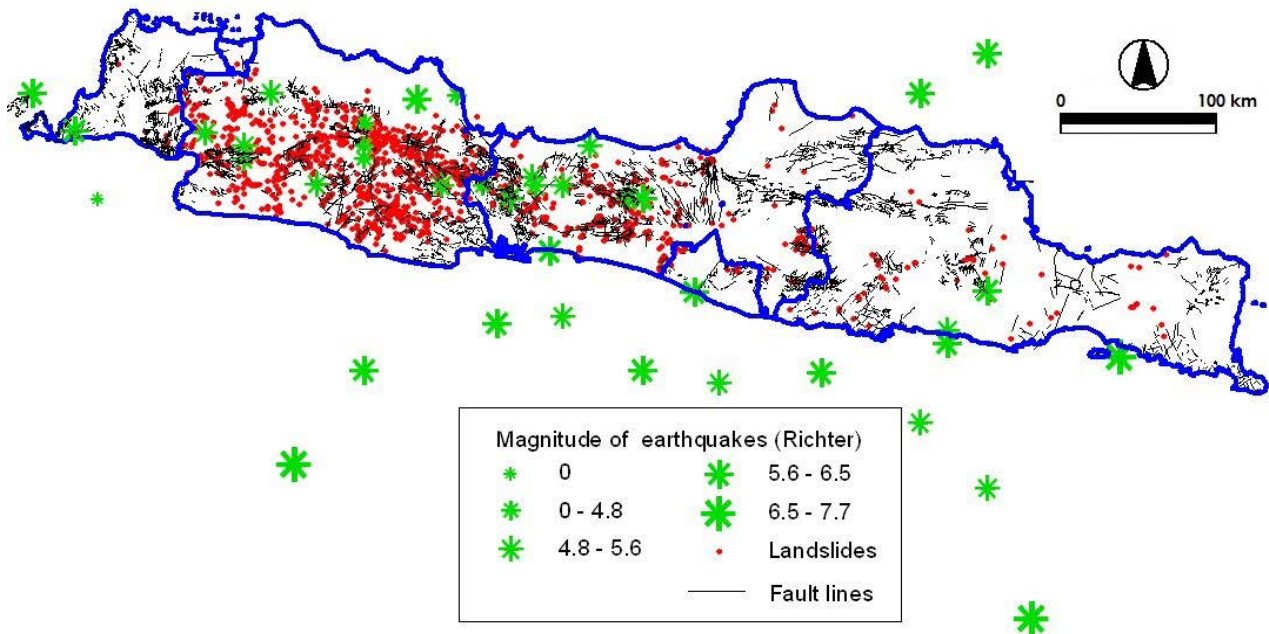 0 100 km
Magnitude of earthquakes (Richter)
0 5.6 - 6.5
0 - 4.8 6.5 - 7.7
4.8 - 5.6 Landslides
Fault lines